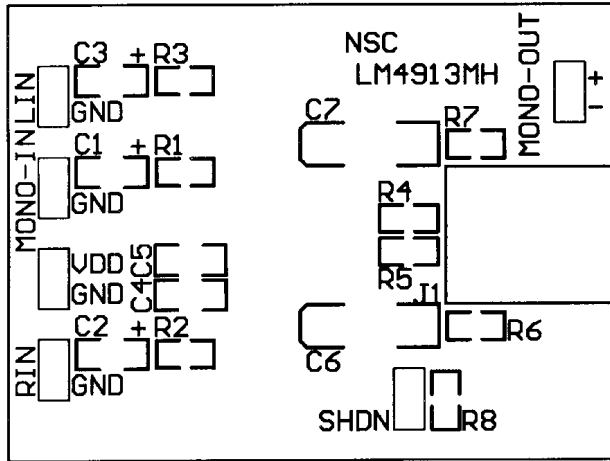 C3 + R3
LIN
GND
NSC
LM4913MH
MONO-OUT
+
-
C7
R7
C1 + R1
MONO-IN
GND
R4
R5
VDD
GND
C5
C4
J1
C2 + R2
RIN
GND
C6
R6
SHDN
R8